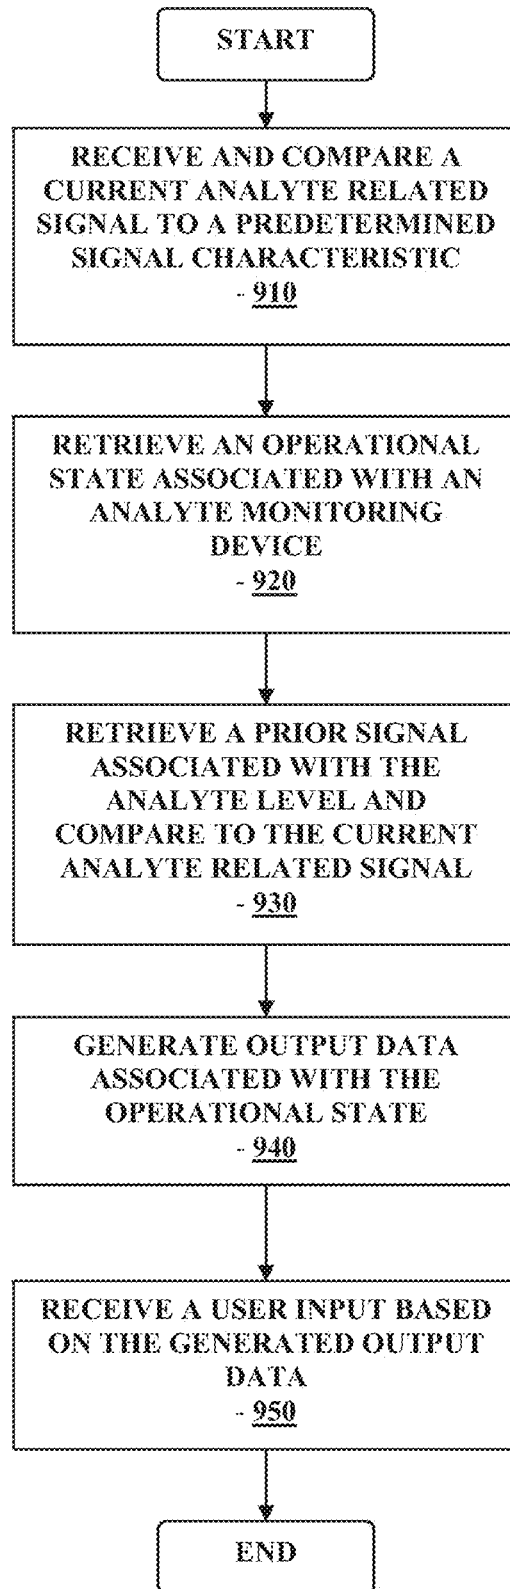 START
RECEIVE AND COMPARE A
CURRENT ANALYTE RELATED
SIGNAL TO A PREDETERMINED
SIGNAL CHARACTERISTIC
- 910
RETRIEVE AN OPERATIONAL
STATE ASSOCIATED WITH AN
ANALYTE MONITORING
DEVICE
- 920
RETRIEVE A PRIOR SIGNAL
ASSOCIATED WITH THE
ANALYTE LEVEL AND
COMPARE TO THE CURRENT
ANALYTE RELATED SIGNAL
- 930
GENERATE OUTPUT DATA
ASSOCIATED WITH THE
OPERATIONAL STATE
- 940
RECEIVE A USER INPUT BASED
ON THE GENERATED OUTPUT
DATA
- 950
END